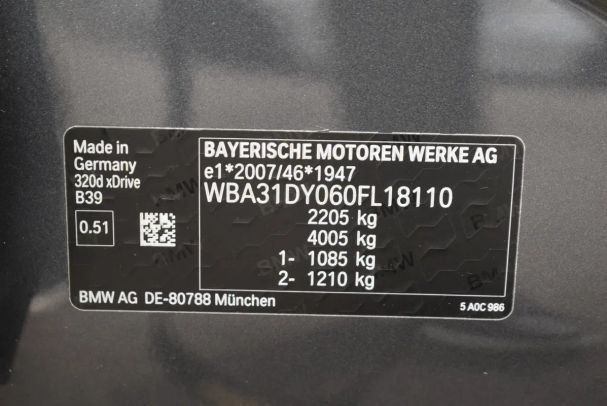 Made in
Germany
320d xDrive
B39
0.51
BAYERISCHE MOTOREN WERKE AG
e1*2007/46*1947
WBA31DY060FL18110
2205 kg
4005 kg
1- 1085 kg
2- 1210 kg
BMW AG DE-80788 München
5 A0C 986